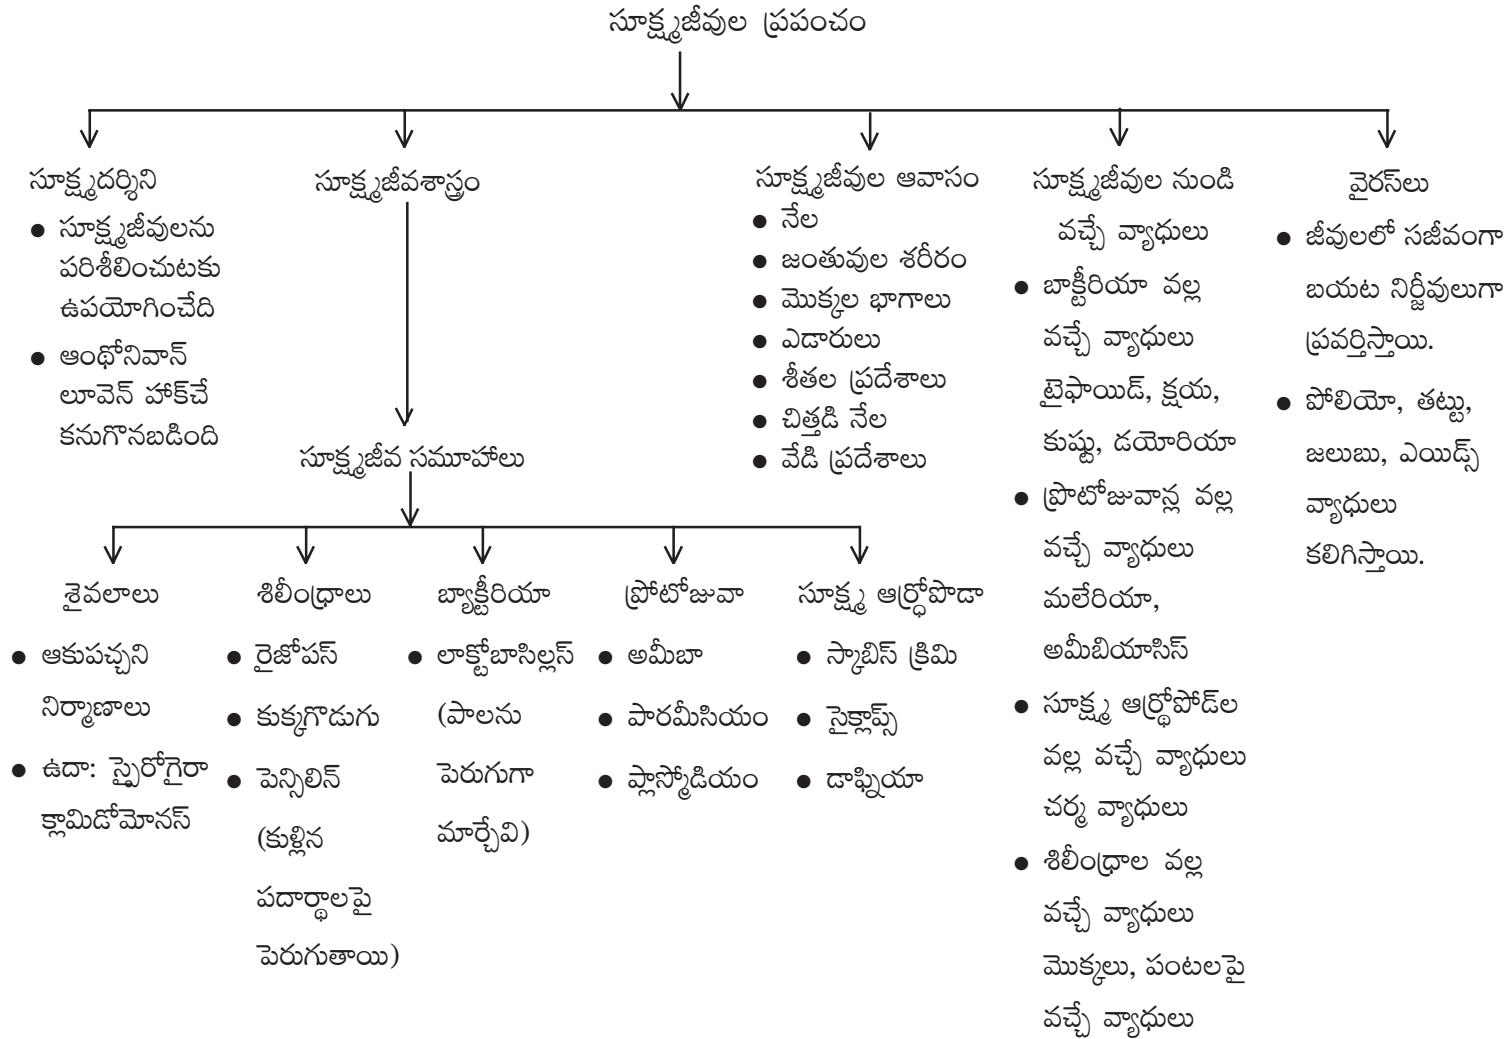 సూక్ష్మజీవుల ప్రపంచం
సూక్ష్మదర్శిని
● సూక్ష్మజీవులను
పరిశీలించుటకు
ఉపయోగించేది
● ఆంథోనివాన్
లూవెన్ హాక్‌చే
కనుగొనబడింది
సూక్ష్మజీవశాస్త్రం
సూక్ష్మజీవ సమూహాలు
శైవలాలు
● ఆకుపచ్చని
నిర్మాణాలు
● ఉదా: స్పైరోగైరా
క్లామిడోమోనస్
శిలీంధ్రాలు
● రైజోపస్
● కుక్కగొడుగు
● పెన్సిలిన్
(కుళ్లిన
పదార్థాలపై
పెరుగుతాయి)
బ్యాక్టీరియా
● లాక్టోబాసిల్లస్
(పాలను
పెరుగుగా
మార్చేవి)
ప్రోటోజువా
● అమీబా
● పారమీసియం
● ప్లాస్మోడియం
సూక్ష్మ ఆర్థ్రోపొడా
● స్కాబిస్ క్రిమి
● సైక్లాప్స్
● డాఫ్నియా
సూక్ష్మజీవుల ఆవాసం
● నేల
● జంతువుల శరీరం
● మొక్కల భాగాలు
● ఎడారులు
● శీతల ప్రదేశాలు
● చిత్తడి నేల
● వేడి ప్రదేశాలు
సూక్ష్మజీవుల నుండి
వచ్చే వ్యాధులు
● బాక్టీరియా వల్ల
వచ్చే వ్యాధులు
టైఫాయిడ్, క్షయ,
కుష్టు, డయోరియా
● ప్రొటోజువాన్ల వల్ల
వచ్చే వ్యాధులు
మలేరియా,
అమీబియాసిస్
● సూక్ష్మ ఆర్థ్రోపోడ్‌ల
వల్ల వచ్చే వ్యాధులు
చర్మ వ్యాధులు
● శిలీంధ్రాల వల్ల
వచ్చే వ్యాధులు
మొక్కలు, పంటలపై
వచ్చే వ్యాధులు
వైరస్‌లు
● జీవులలో సజీవంగా
బయట నిర్జీవులుగా
ప్రవర్తిస్తాయి.
● పోలియో, తట్టు,
జలుబు, ఎయిడ్స్
వ్యాధులు
కలిగిస్తాయి.